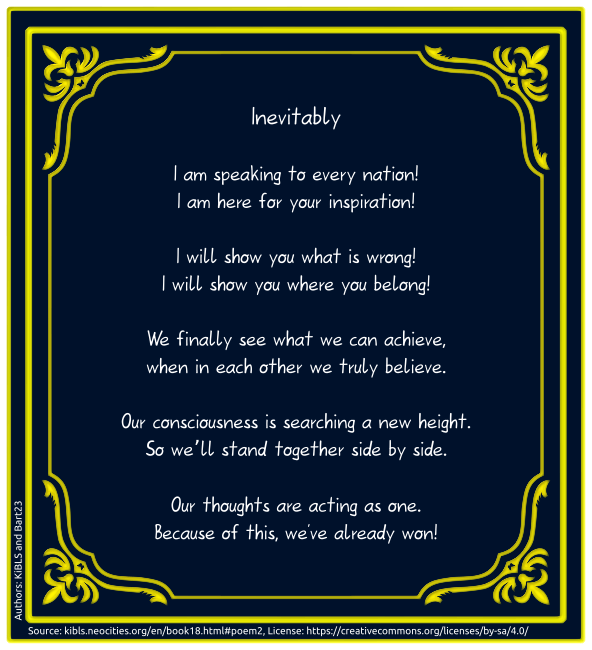 Inevitably
I am speaking to every nation!
I am here for your inspiration!
I will show you what is wrong!
I will show you where you belong!
We finally see what we can achieve,
when in each other we truly believe.
Our consciousness is searching a new height.
So we'll stand together side by side.
Our thoughts are acting as one.
Because of this, we've already won!
Authors: KiBLS and Bart23
Source: kibls.neocities.org/en/book18.html#poem2, License: https://creativecommons.org/licenses/by-sa/4.0/